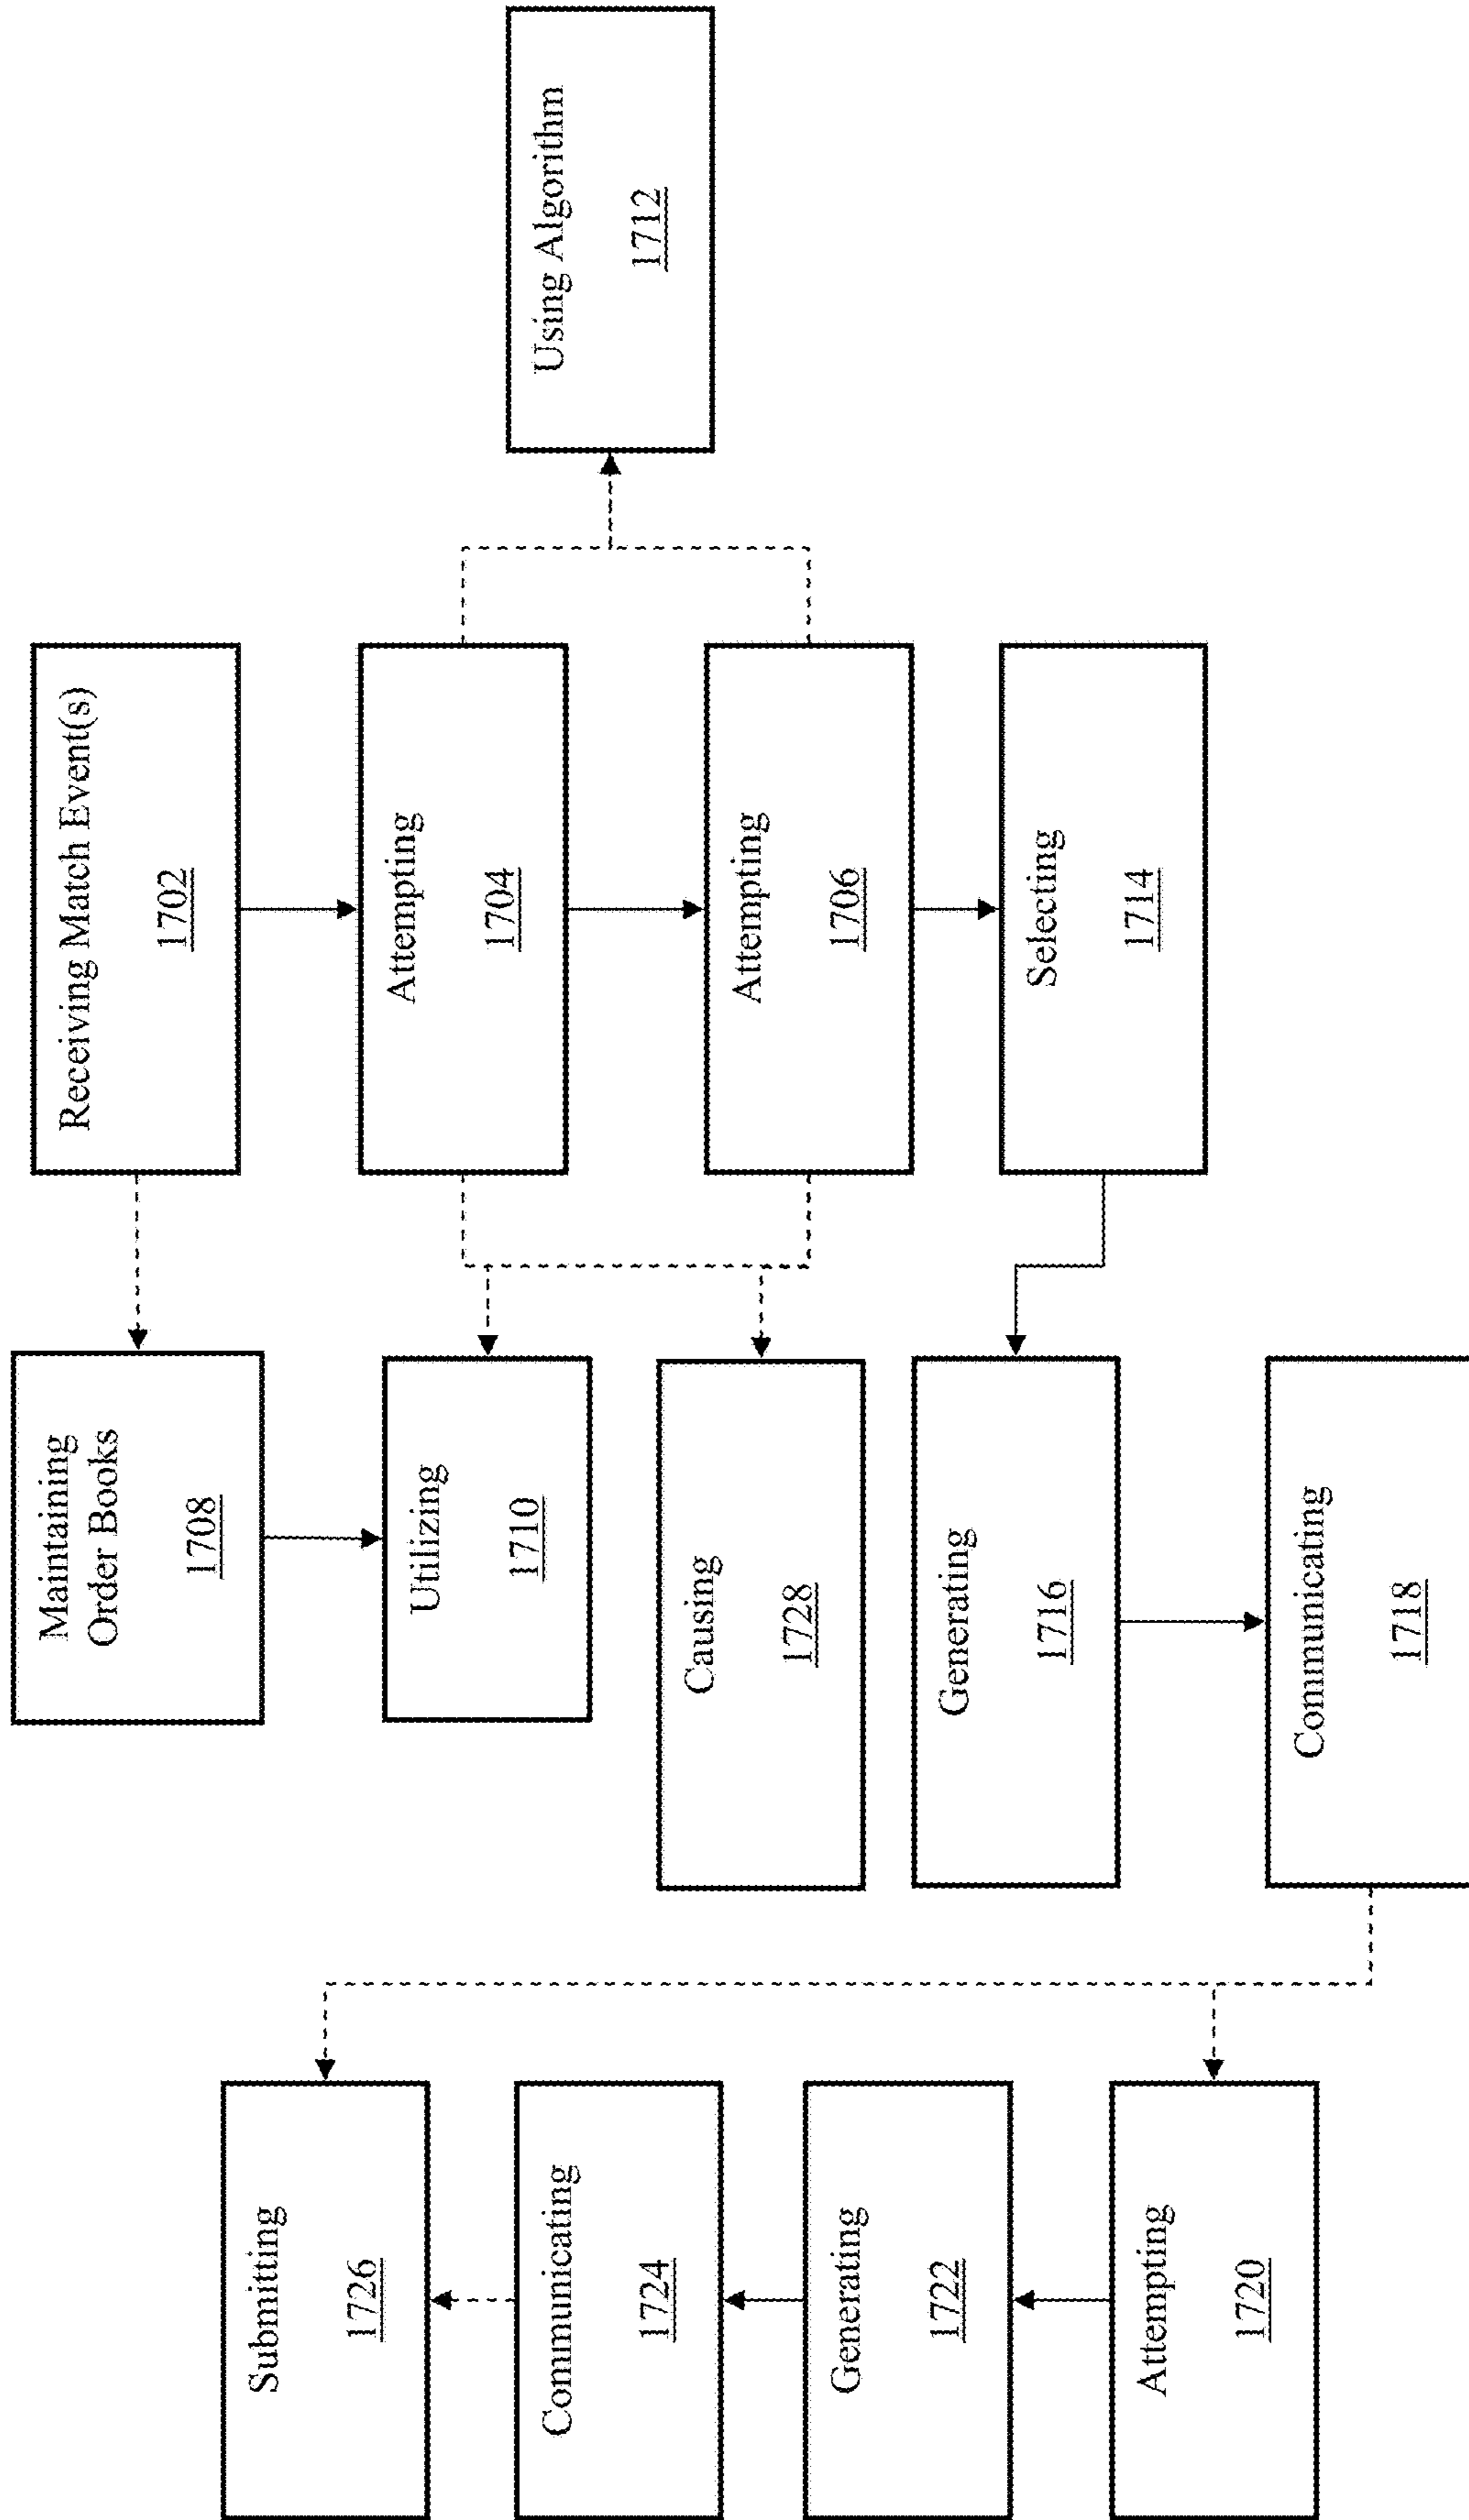 Receiving Match Event(s)
1702
Attempting
1704
Attempting
1706
Selecting
1714
Using Algorithm
1712
Maintaining
Order Books
1708
Utilizing
1710
Causing
1728
Generating
1716
Communicating
1718
Submitting
1726
Communicating
1724
Generating
1722
Attempting
1720